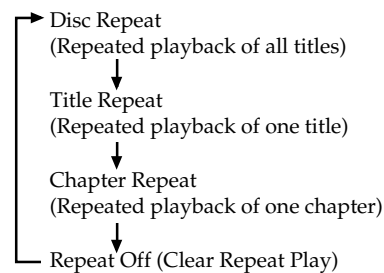 Disc Repeat
(Repeated playback of all titles)
Title Repeat
(Repeated playback of one title)
Chapter Repeat
(Repeated playback of one chapter)
Repeat Off (Clear Repeat Play)